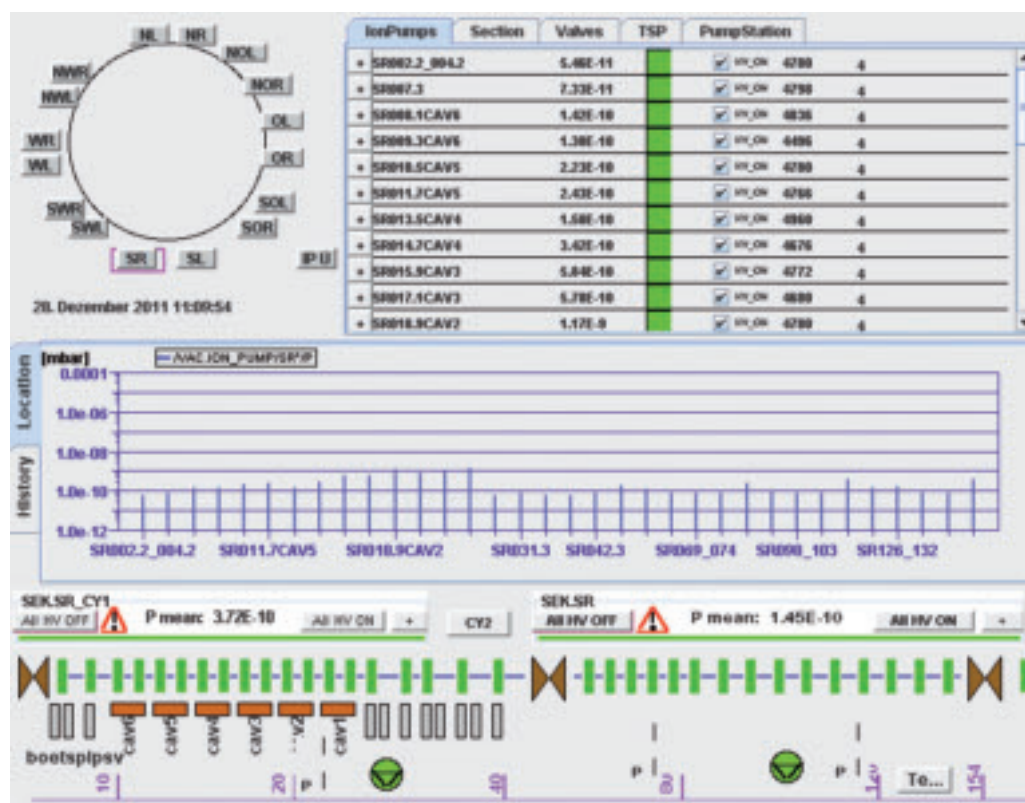 NL NR
NOL
NWR
NOR
NWL
OL
WR
OR
WL
SOL
SWR
SWL
SOR
SR SL IP U
28. Dezember 2011 11:09:54
IonPumps Section Valves TSP PumpStation
+ SR002.2_004.2 5.46E-11 HV_ON 4780 4
+ SR007.3 7.33E-11 HV_ON 4798 4
+ SR008.1CAV6 1.42E-10 HV_ON 4836 4
+ SR009.3CAV6 1.38E-10 HV_ON 4496 4
+ SR010.5CAV5 2.23E-10 HV_ON 4780 4
+ SR011.7CAV5 2.43E-10 HV_ON 4766 4
+ SR013.5CAV4 1.50E-10 HV_ON 4860 4
+ SR014.7CAV4 3.42E-10 HV_ON 4676 4
+ SR015.9CAV3 5.84E-10 HV_ON 4772 4
+ SR017.1CAV3 5.78E-10 HV_ON 4680 4
+ SR018.9CAV2 1.17E-9 HV_ON 4780 4
Location
History
[mbar] /VAC.ION_PUMP/SR*/P
0.0001
1.0e-06
1.0e-08
1.0e-10
1.0e-12
SR002.2_004.2 SR011.7CAV5 SR018.9CAV2 SR031.3 SR042.3 SR069_074 SR098_103 SR126_132
SEK.SR_CY1
All HV OFF P mean: 3.72E-10 All HV ON + CY2
SEK.SR
All HV OFF P mean: 1.45E-10 All HV ON +
cav6 cav5 cav4 cav3 cav1
boetsplpsv
10 20 P 40
P 80 P 120 Te... 154